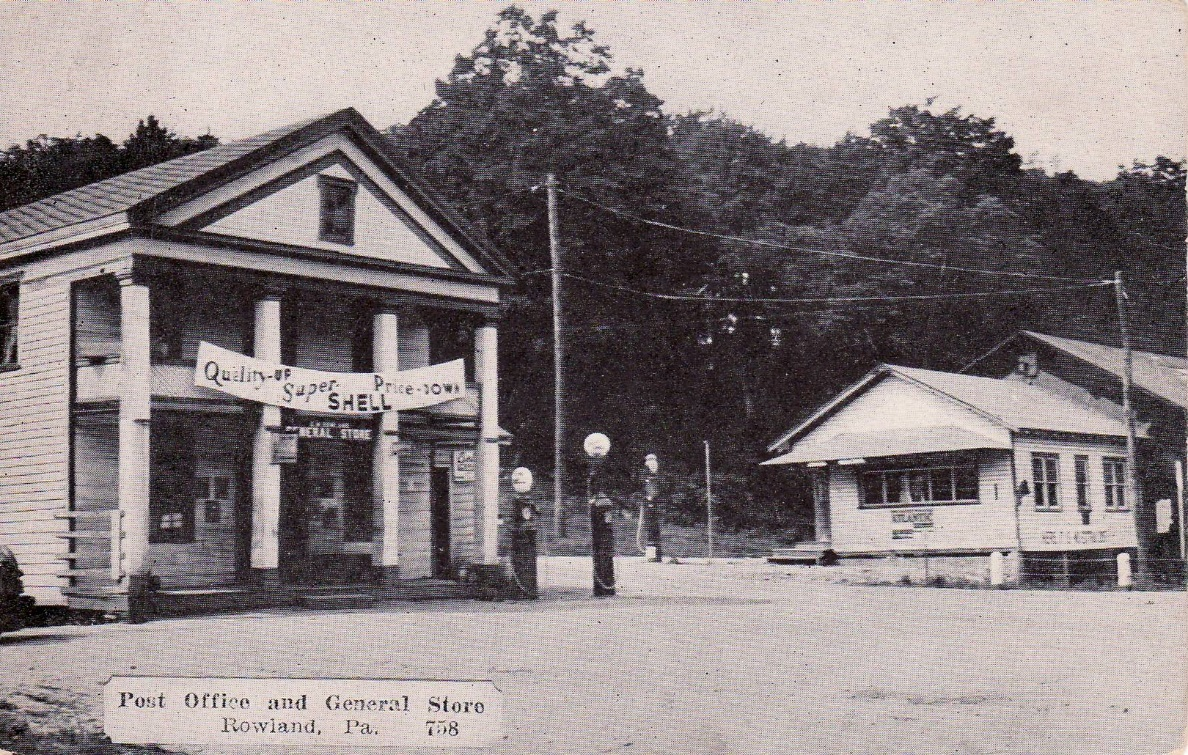 Quality-UP Super- Price-DOWN
SHELL
GENERAL STORE
Post Office and General Store
Rowland, Pa. 758